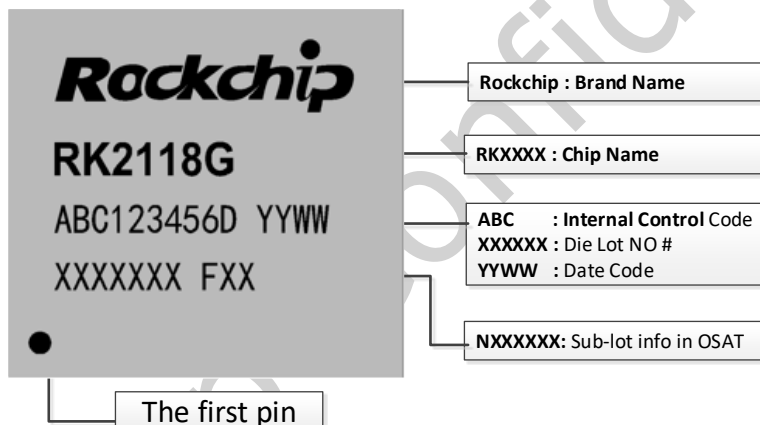 Rockchip
RK2118G
ABC123456D YYWW
XXXXXXX FXX
Rockchip : Brand Name
RKXXXX : Chip Name
ABC : Internal Control Code
XXXXXX : Die Lot NO #
YYWW : Date Code
NXXXXXX: Sub-lot info in OSAT
The first pin